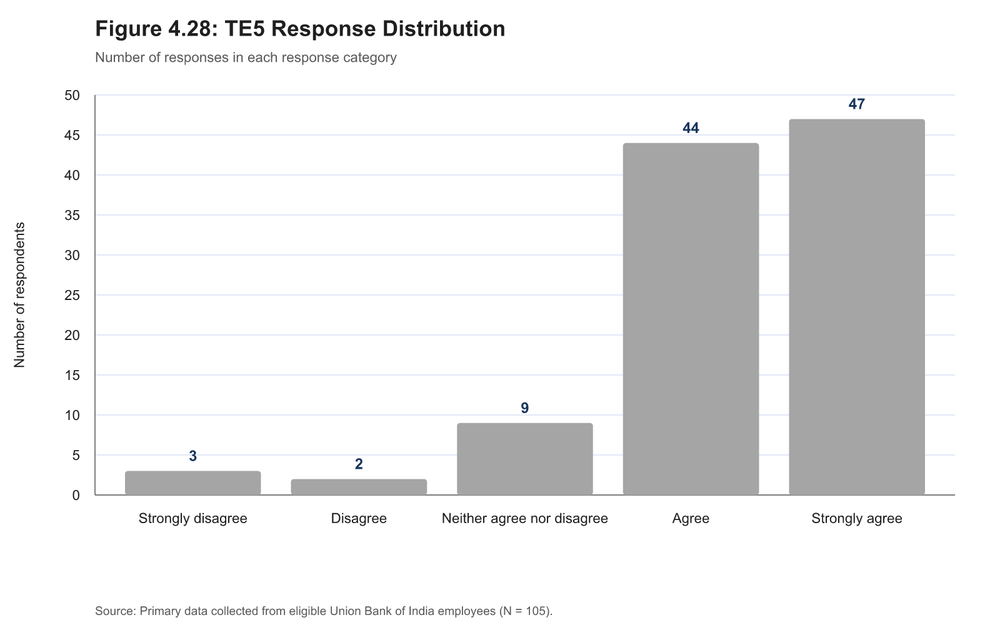 Figure 4.28: TE5 Response Distribution
Number of responses in each response category
Number of respondents
50
45
40
35
30
25
20
15
10
5
0
3
2
9
44
47
Strongly disagree
Disagree
Neither agree nor disagree
Agree
Strongly agree
Source: Primary data collected from eligible Union Bank of India employees (N = 105).